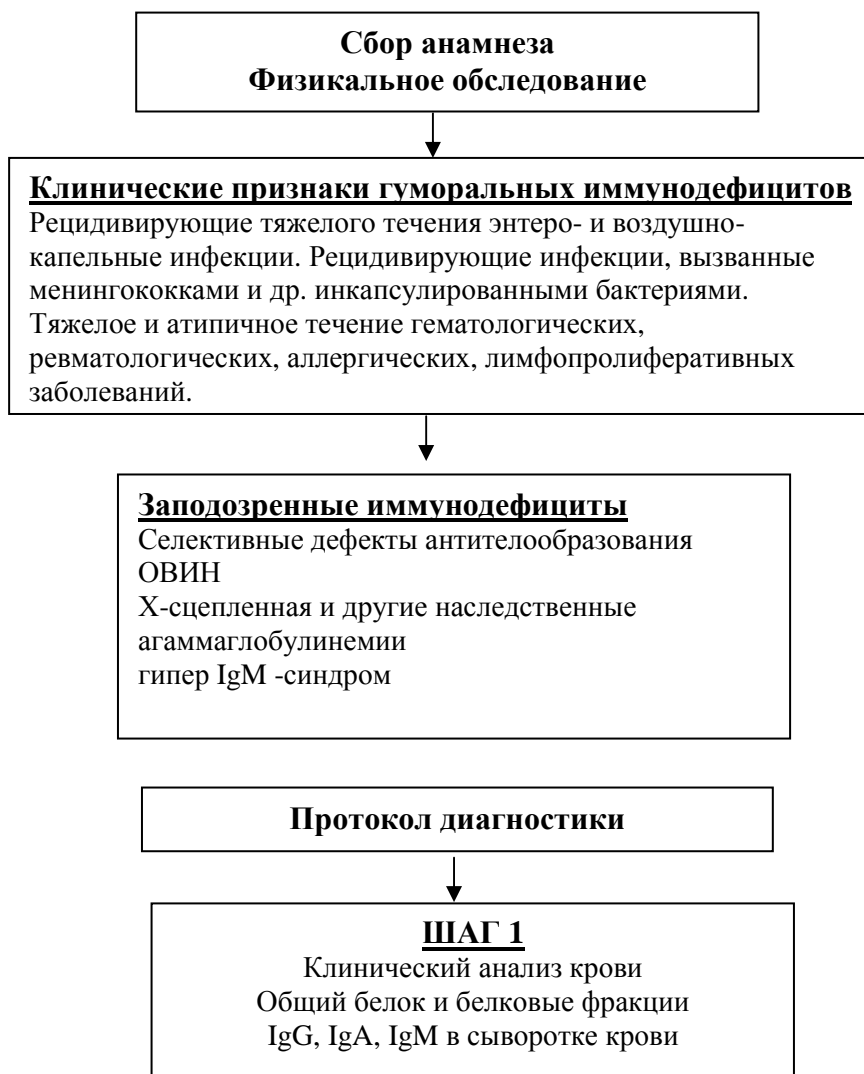 Сбор анамнеза
Физикальное обследование
Клинические признаки гуморальных иммунодефицитов
Рецидивирующие тяжелого течения энтеро- и воздушно-
капельные инфекции. Рецидивирующие инфекции, вызванные
менингококками и др. инкапсулированными бактериями.
Тяжелое и атипичное течение гематологических,
ревматологических, аллергических, лимфопролиферативных
заболеваний.
Заподозренные иммунодефициты
Селективные дефекты антителообразования
ОВИН
Х-сцепленная и другие наследственные
агаммаглобулинемии
гипер IgM -синдром
Протокол диагностики
ШАГ 1
Клинический анализ крови
Общий белок и белковые фракции
IgG, IgA, IgM в сыворотке крови